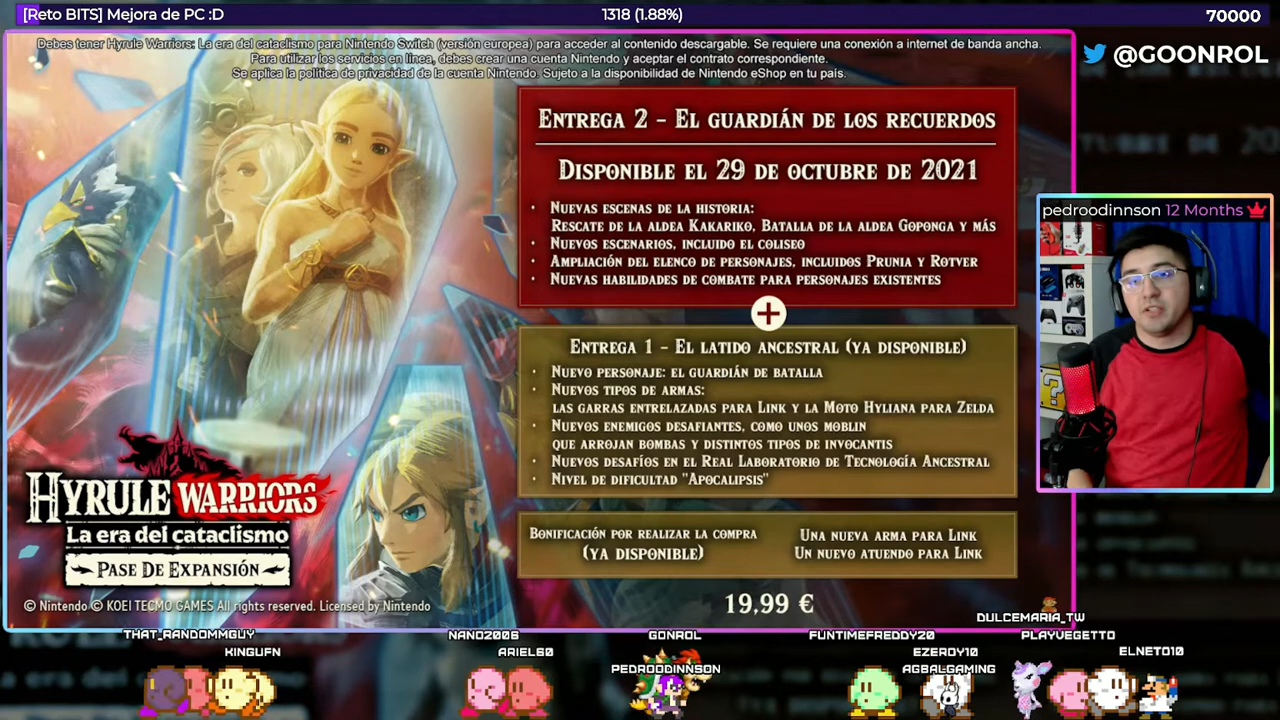 [Reto BITS] Mejora de PC :D
1318 (1.88%)
70000
Debes tener Hyrule Warriors: La era del cataclismo para Nintendo Switch (versión europea) para acceder al contenido descargable. Se requiere una conexión a internet de banda ancha.
Para utilizar los servicios en línea, debes crear una cuenta Nintendo y aceptar el contrato correspondiente.
Se aplica la política de privacidad de la cuenta Nintendo. Sujeto a la disponibilidad de Nintendo eShop en tu país.
@GOONROL
Entrega 2 - El guardián de los recuerdos
Disponible el 29 de octubre de 2021
• Nuevas escenas de la historia:
Rescate de la aldea Kakariko, Batalla de la aldea Goponga y más
• Nuevos escenarios, incluido el coliseo
• Ampliación del elenco de personajes, incluidos Prunia y Rotver
• Nuevas habilidades de combate para personajes existentes
pedroodinnson 12 Months
+
Entrega 1 - El latido ancestral (ya disponible)
• Nuevo personaje: el guardián de batalla
• Nuevos tipos de armas:
las garras entrelazadas para Link y la Moto Hyliana para Zelda
• Nuevos enemigos desafiantes, como unos moblin
que arrojan bombas y distintos tipos de invocantis
• Nuevos desafíos en el Real Laboratorio de Tecnología Ancestral
• Nivel de dificultad "Apocalipsis"
Bonificación por realizar la compra
(ya disponible)
Una nueva arma para Link
Un nuevo atuendo para Link
19,99 €
HYRULE WARRIORS
La era del cataclismo
Pase De Expansión
© Nintendo © KOEI TECMO GAMES All rights reserved. Licensed by Nintendo
DULCEMARIA_TW
THAT_RANDOMMGUY
NANO2006
GONROL
FUNTIMEFREDDY20
PLAYVEGETTO
KINGUFN
ARIEL60
EZEROY10
ELNETO10
PEDROODINNSON
AGBALGAMING